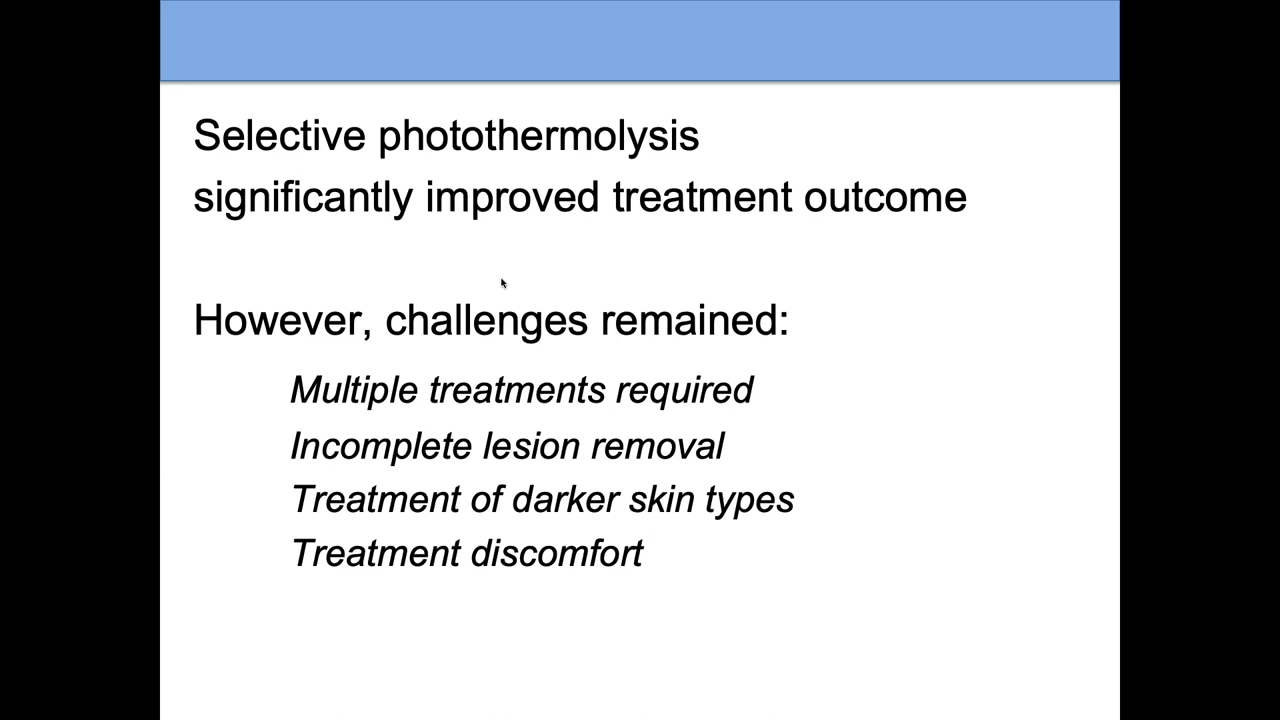 Selective photothermolysis
significantly improved treatment outcome
However, challenges remained:
Multiple treatments required
Incomplete lesion removal
Treatment of darker skin types
Treatment discomfort